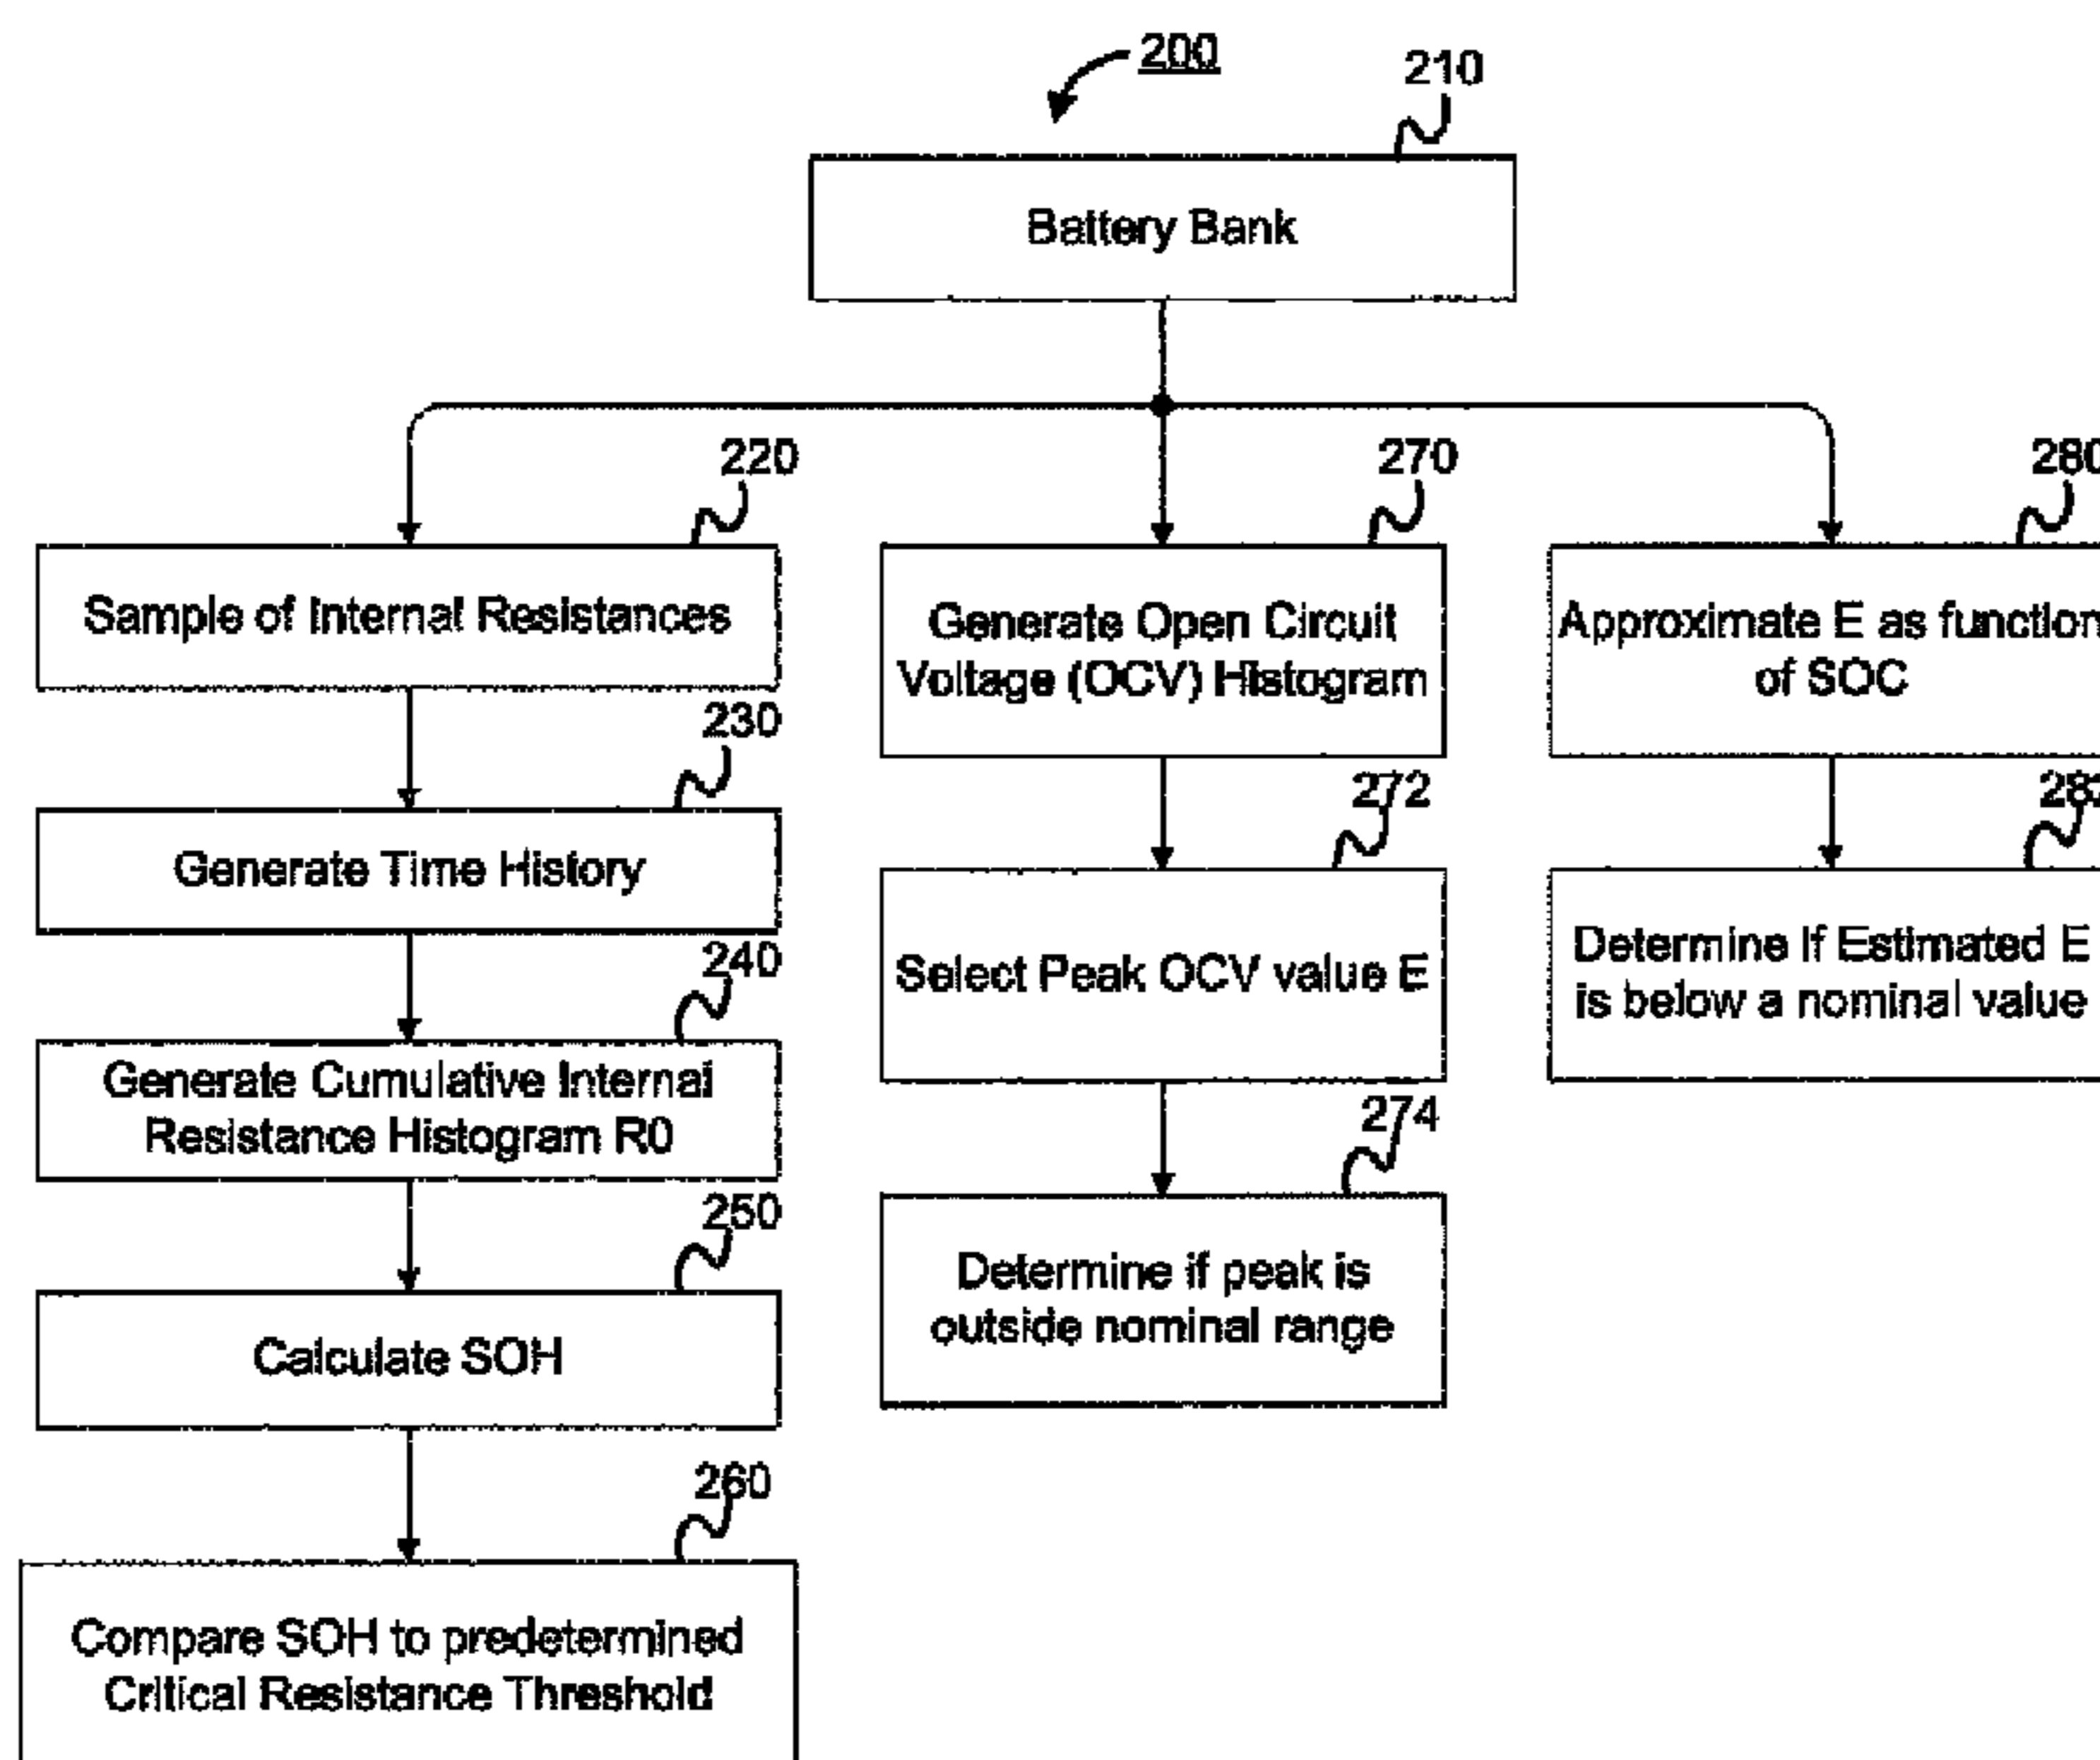 200
210
Battery Bank
220
270
280
Sample of Internal Resistances
Generate Open Circuit
Voltage (OCV) Histogram
Approximate E as function
of SOC
230
272
Generate Time History
Select Peak OCV value E
Determine if Estimated E
is below a nominal value
240
Generate Cumulative Internal
Resistance Histogram R0
274
250
Determine if peak is
outside nominal range
Calculate SOH
260
Compare SOH to predetermined
Critical Resistance Threshold